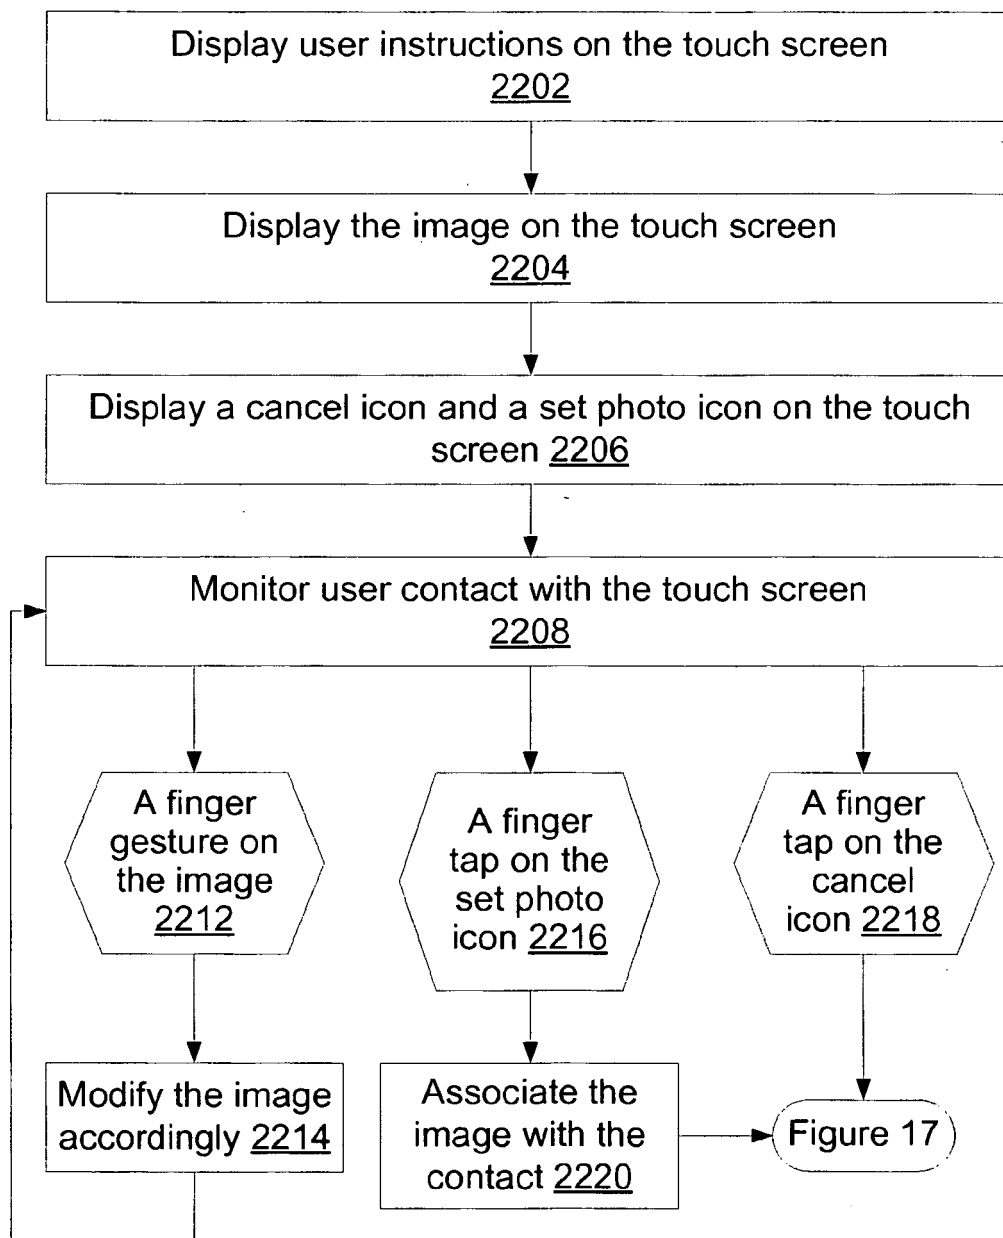 Display user instructions on the touch screen
2202
Display the image on the touch screen
2204
Display a cancel icon and a set photo icon on the touch
screen 2206
Monitor user contact with the touch screen
2208
A finger
gesture on
the image
2212
A finger
tap on the
set photo
icon 2216
A finger
tap on the
cancel
icon 2218
Modify the image
accordingly 2214
Associate the
image with the
contact 2220
Figure 17